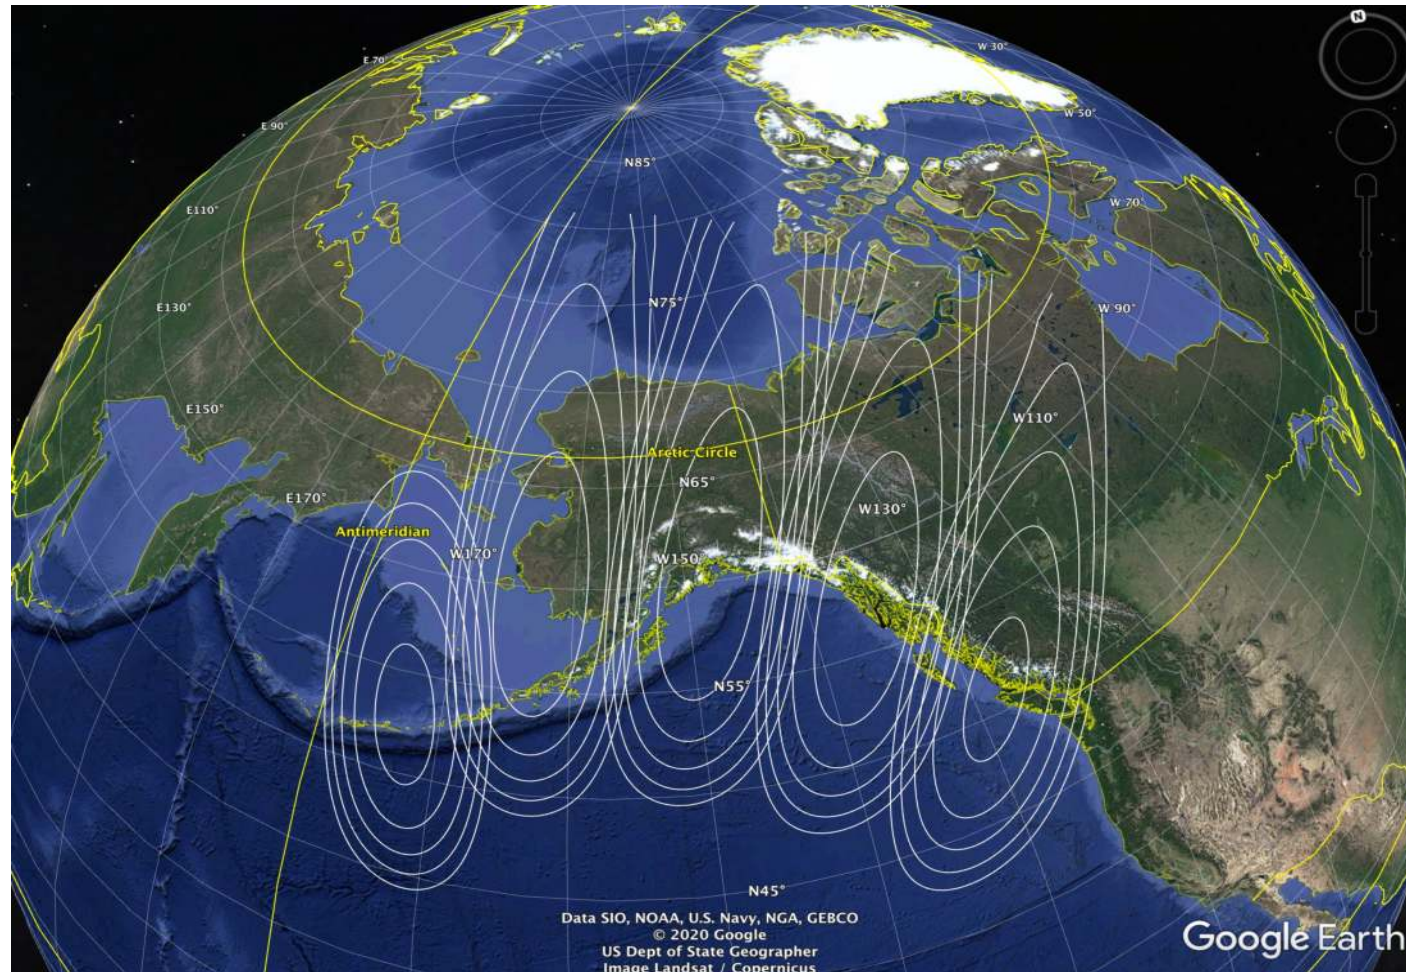 N
W 30°
E 70°
W 50°
E 90°
N85°
W 70°
E110°
N75°
E130°
W 90°
E150°
W110°
Arctic Circle
N65°
E170°
W130°
Antimeridian
W170°
W150
N55°
N45°
Data SIO, NOAA, U.S. Navy, NGA, GEBCO
© 2020 Google
US Dept of State Geographer
Image Landsat / Copernicus
Google Earth